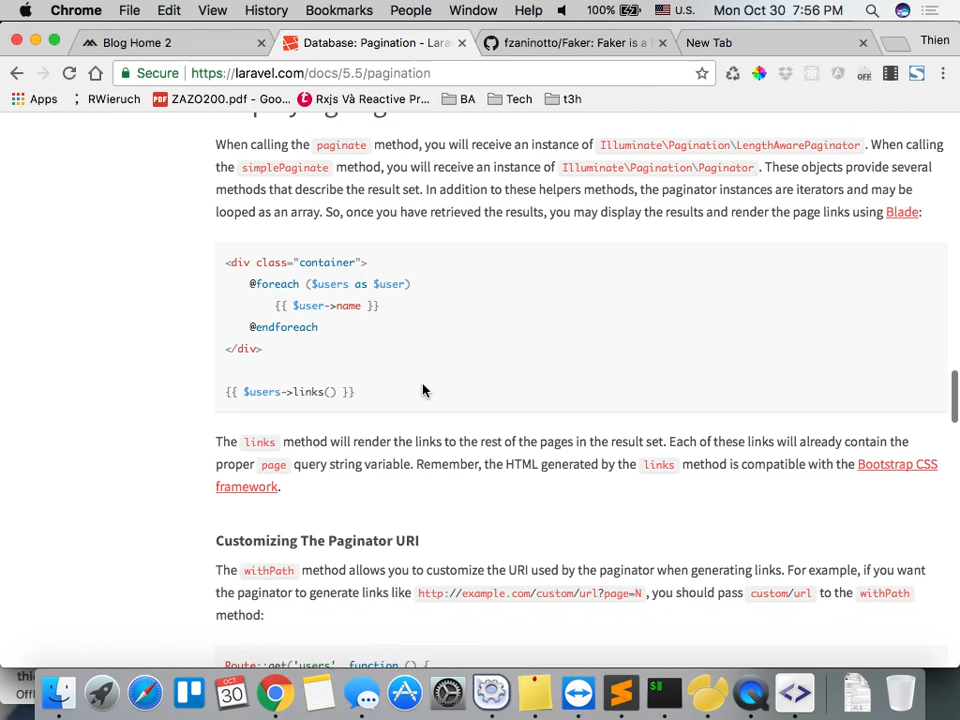 Chrome File Edit View History Bookmarks People Window Help 100% U.S. Mon Oct 30 7:56 PM
Blog Home 2 Database: Pagination - Lara fzaninotto/Faker: Faker is a New Tab Thien
Secure https://laravel.com/docs/5.5/pagination OFF
Apps RWieruch ZAZO200.pdf - Goo... Rxjs Và Reactive Pr... BA Tech t3h
When calling the paginate method, you will receive an instance of Illuminate\Pagination\LengthAwarePaginator. When calling
the simplePaginate method, you will receive an instance of Illuminate\Pagination\Paginator. These objects provide several
methods that describe the result set. In addition to these helpers methods, the paginator instances are iterators and may be
looped as an array. So, once you have retrieved the results, you may display the results and render the page links using Blade:
<div class="container">
@foreach ($users as $user)
{{ $user->name }}
@endforeach
</div>
{{ $users->links() }}
The links method will render the links to the rest of the pages in the result set. Each of these links will already contain the
proper page query string variable. Remember, the HTML generated by the links method is compatible with the Bootstrap CSS
framework.
Customizing The Paginator URI
The withPath method allows you to customize the URI used by the paginator when generating links. For example, if you want
the paginator to generate links like http://example.com/custom/url?page=N, you should pass custom/url to the withPath
method:
Route::get('users', function () {
OCT
30